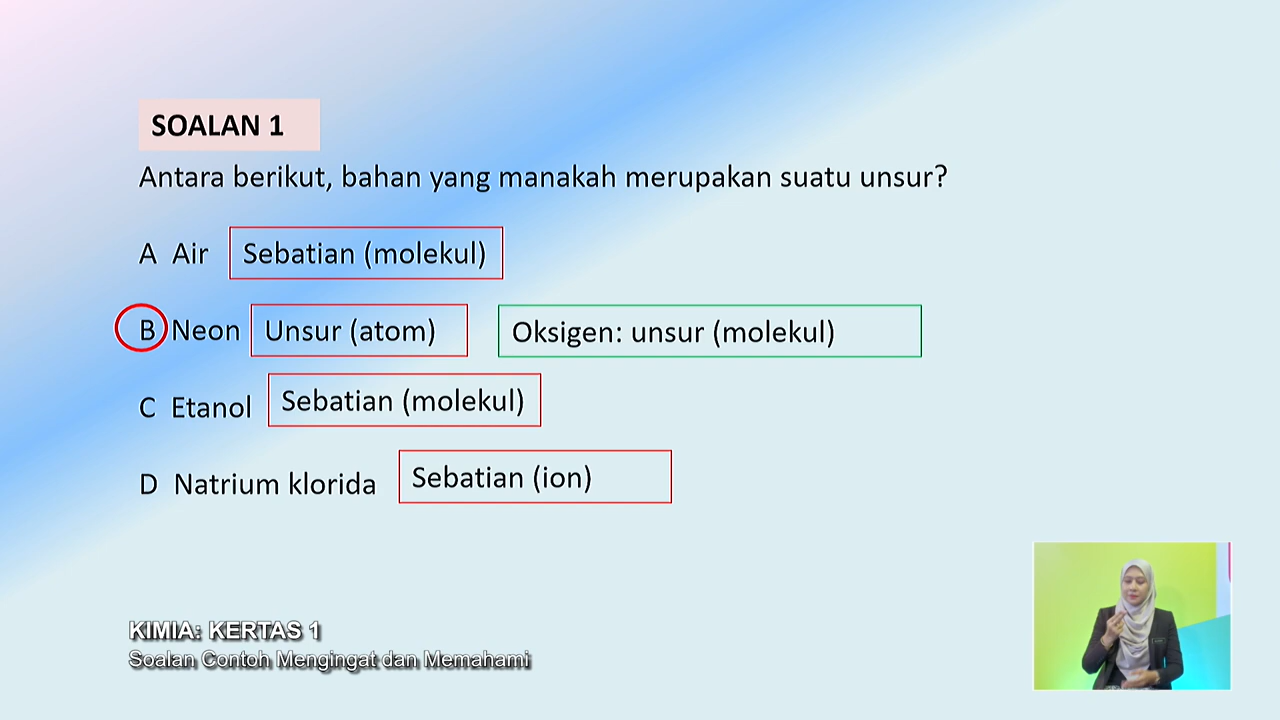 SOALAN 1
Antara berikut, bahan yang manakah merupakan suatu unsur?
A Air Sebatian (molekul)
B Neon Unsur (atom) Oksigen: unsur (molekul)
C Etanol Sebatian (molekul)
D Natrium klorida Sebatian (ion)
KIMIA: KERTAS 1
Soalan Contoh Mengingat dan Memahami